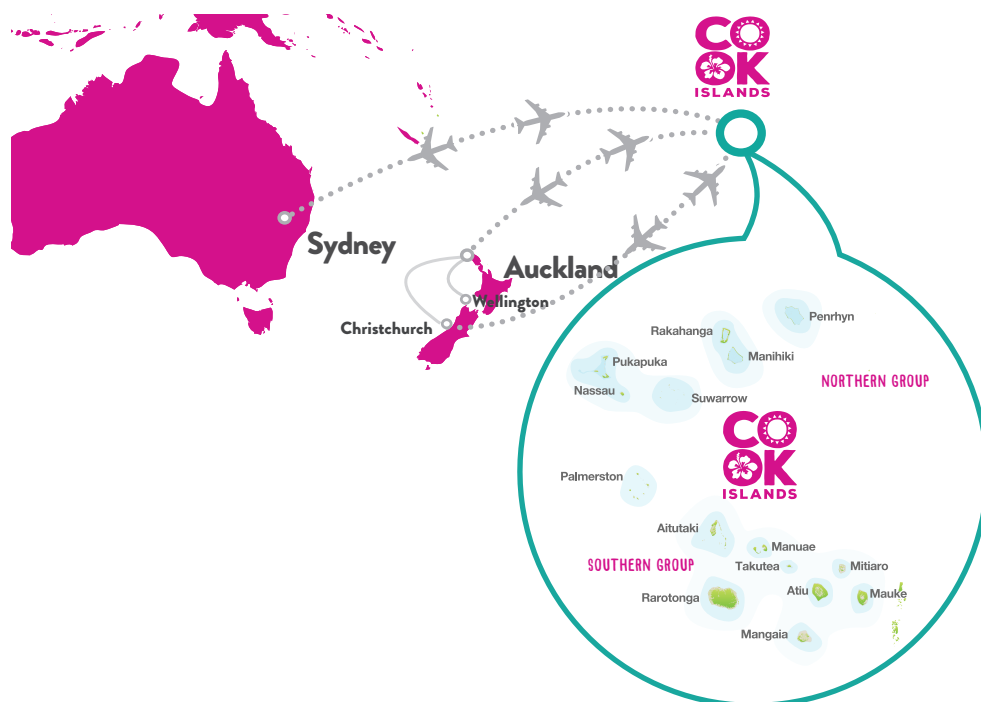 COOK
ISLANDS
Sydney
Auckland
Wellington
Christchurch
Penrhyn
Rakahanga
Manihiki
Pukapuka
NORTHERN GROUP
Nassau
Suwarrow
COOK
ISLANDS
Palmerston
Aitutaki
Manuae
SOUTHERN GROUP
Takutea
Mitiaro
Rarotonga
Atiu
Mauke
Mangaia